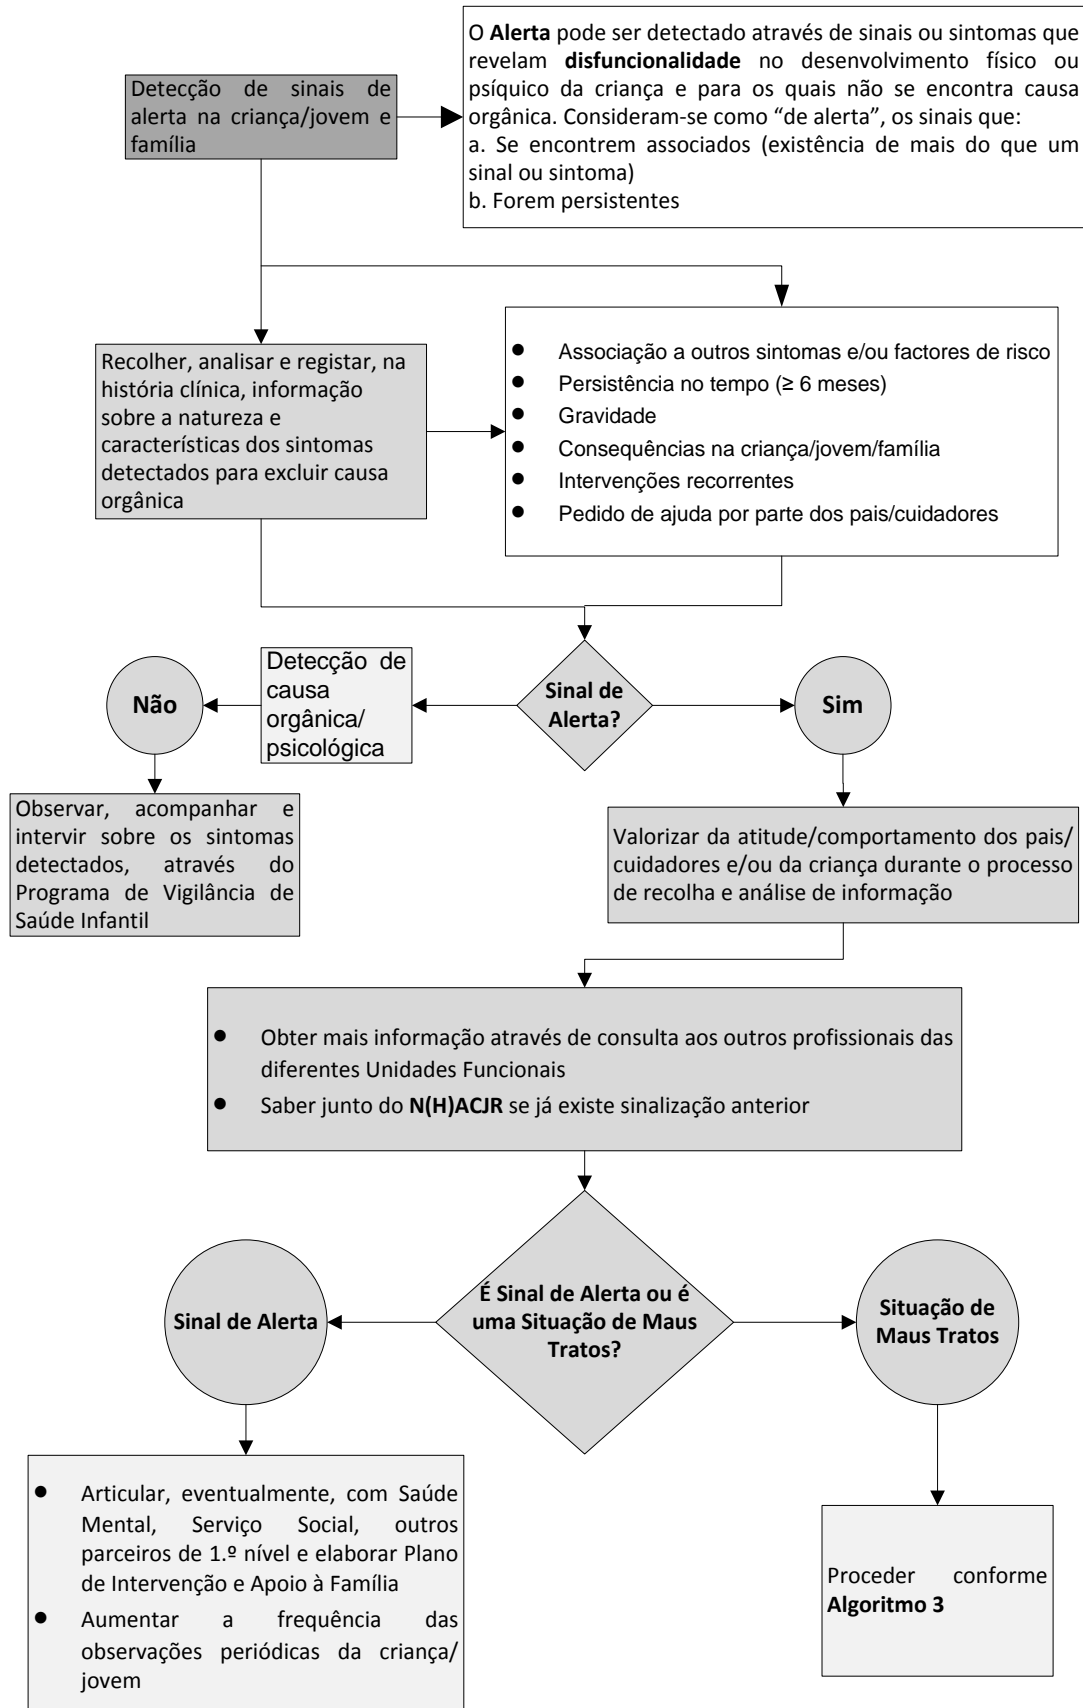 Detecção de sinais de
alerta na criança/jovem e
família
O Alerta pode ser detectado através de sinais ou sintomas que
revelam disfuncionalidade no desenvolvimento físico ou
psíquico da criança e para os quais não se encontra causa
orgânica. Consideram-se como “de alerta”, os sinais que:
a. Se encontrem associados (existência de mais do que um
sinal ou sintoma)
b. Forem persistentes
Recolher, analisar e registar, na
história clínica, informação
sobre a natureza e
características dos sintomas
detectados para excluir causa
orgânica
● Associação a outros sintomas e/ou factores de risco
● Persistência no tempo (≥ 6 meses)
● Gravidade
● Consequências na criança/jovem/família
● Intervenções recorrentes
● Pedido de ajuda por parte dos pais/cuidadores
Não
Detecção de
causa
orgânica/
psicológica
Sinal de
Alerta?
Sim
Observar, acompanhar e
intervir sobre os sintomas
detectados, através do
Programa de Vigilância de
Saúde Infantil
Valorizar da atitude/comportamento dos pais/
cuidadores e/ou da criança durante o processo
de recolha e análise de informação
● Obter mais informação através de consulta aos outros profissionais das
diferentes Unidades Funcionais
● Saber junto do N(H)ACJR se já existe sinalização anterior
Sinal de Alerta
É Sinal de Alerta ou é
uma Situação de Maus
Tratos?
Situação de
Maus Tratos
● Articular, eventualmente, com Saúde
Mental, Serviço Social, outros
parceiros de 1.º nível e elaborar Plano
de Intervenção e Apoio à Família
● Aumentar a frequência das
observações periódicas da criança/
jovem
Proceder conforme
Algoritmo 3